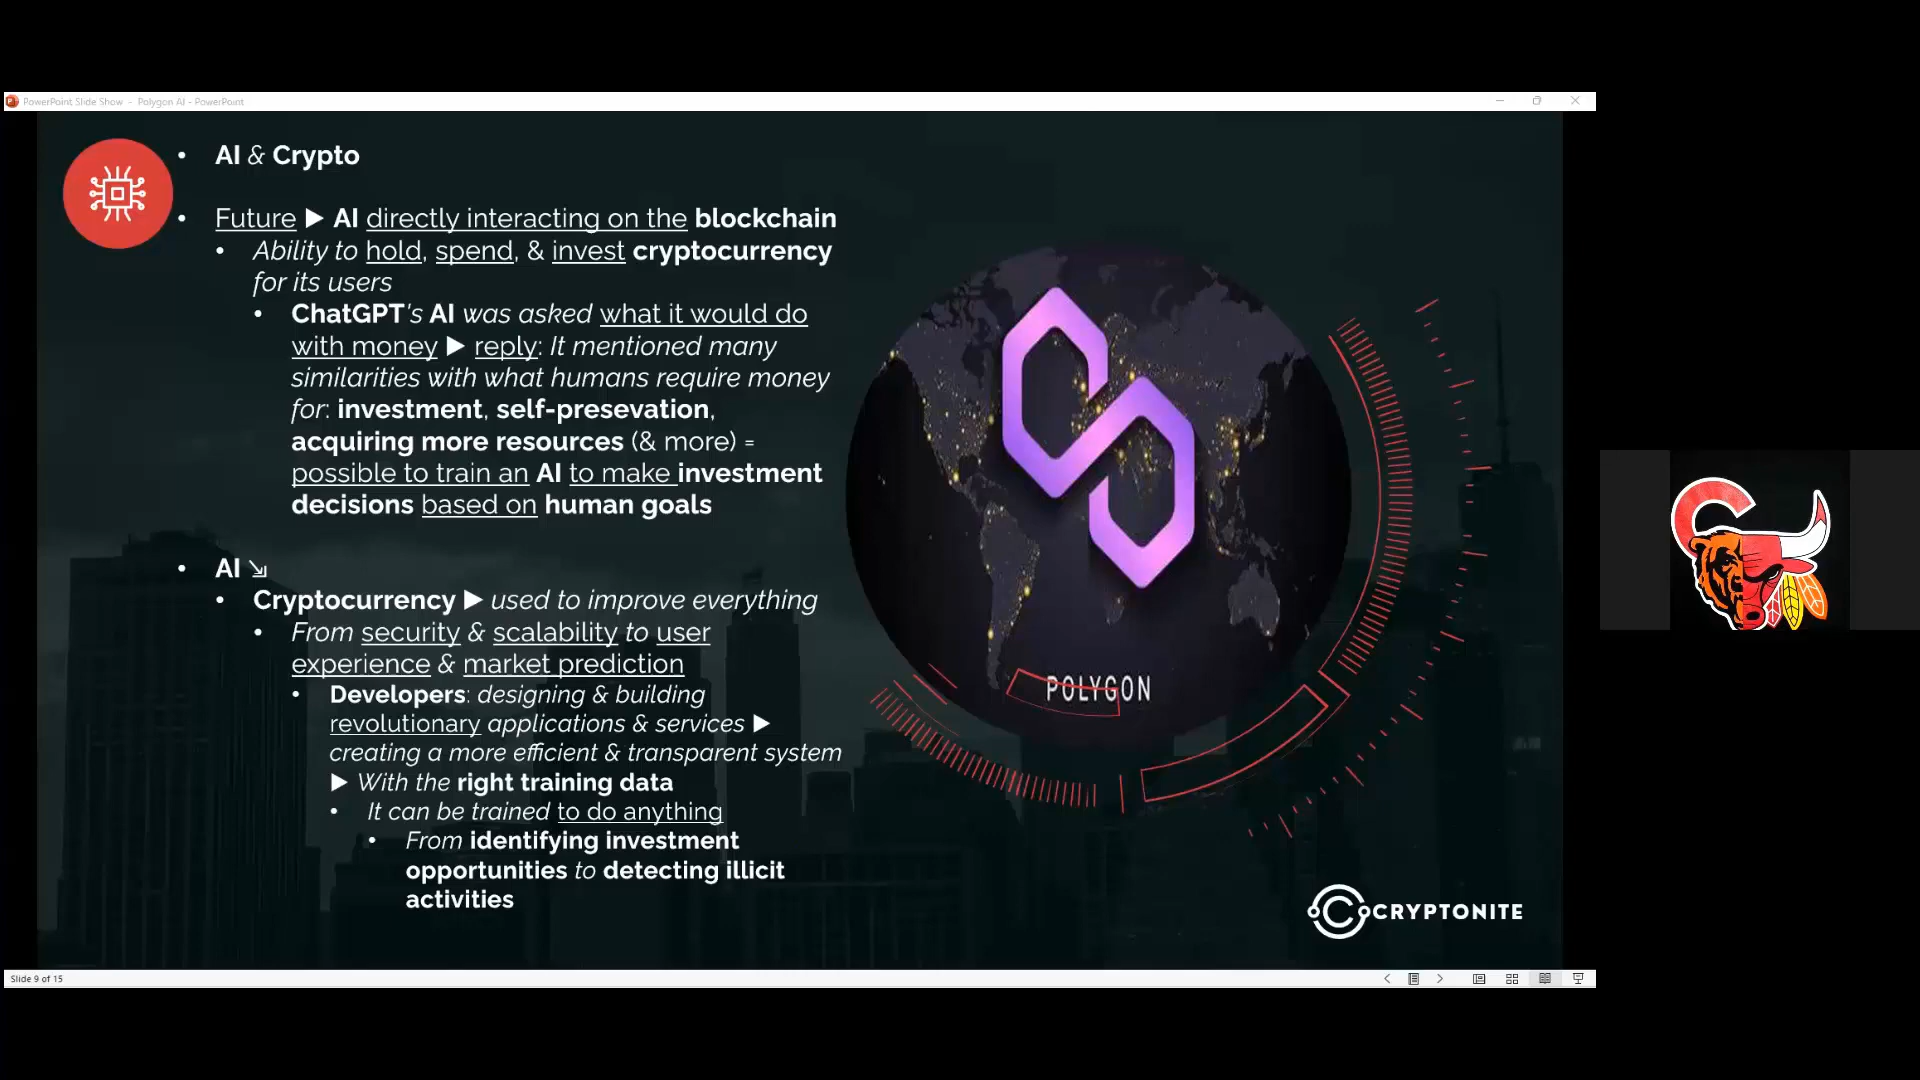 PowerPoint Slide Show - Polygon AI - PowerPoint
• AI & Crypto
• Future ► AI directly interacting on the blockchain
• Ability to hold, spend, & invest cryptocurrency
for its users
• ChatGPT's AI was asked what it would do
with money ► reply: It mentioned many
similarities with what humans require money
for: investment, self-presevation,
acquiring more resources (& more) =
possible to train an AI to make investment
decisions based on human goals
• AI ⇲
• Cryptocurrency ► used to improve everything
• From security & scalability to user
experience & market prediction
• Developers: designing & building
revolutionary applications & services ►
creating a more efficient & transparent system
► With the right training data
• It can be trained to do anything
• From identifying investment
opportunities to detecting illicit
activities
POLYGON
CRYPTONITE
Slide 9 of 15